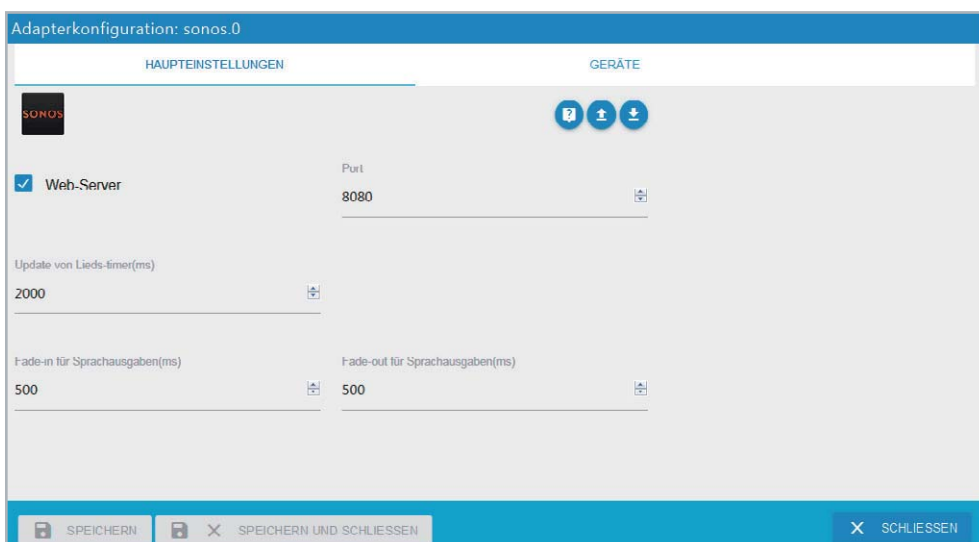 Adapterkonfiguration: sonos.0
HAUPTEINSTELLUNGEN GERÄTE
SONOS
Port
Web-Server 8080
Update von Lieds-timer(ms)
2000
Fade-in für Sprachausgaben(ms) Fade-out für Sprachausgaben(ms)
500 500
SPEICHERN SPEICHERN UND SCHLIESSEN SCHLIESSEN